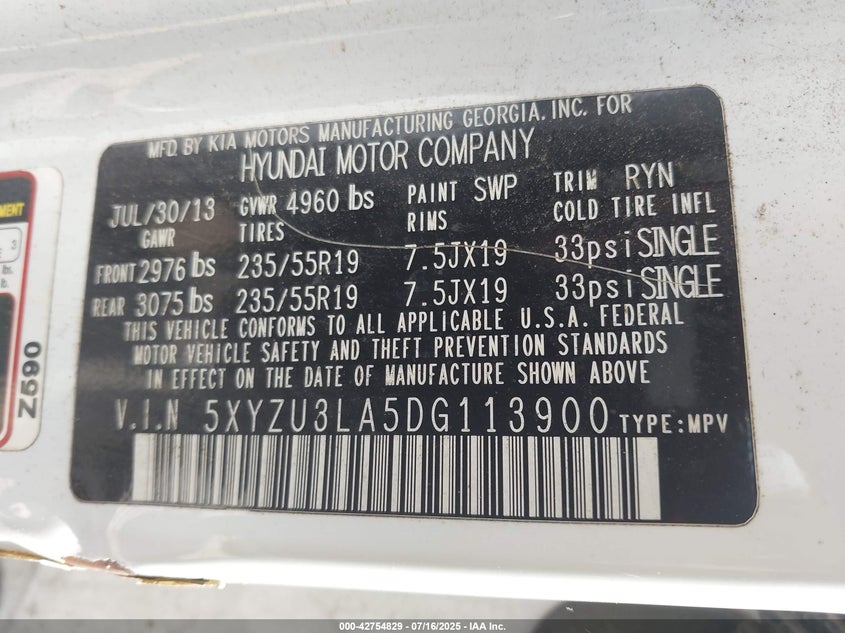 MFD. BY KIA MOTORS MANUFACTURING GEORGIA. INC. FOR
HYUNDAI MOTOR COMPANY
JUL/30/13 GVWR 4960 lbs PAINT SWP TRIM RYN
GAWR TIRES RIMS COLD TIRE INFL
FRONT 2976 lbs 235/55R19 7.5JX19 33psi SINGLE
REAR 3075 lbs 235/55R19 7.5JX19 33psi SINGLE
THIS VEHICLE CONFORMS TO ALL APPLICABLE U.S.A. FEDERAL
MOTOR VEHICLE SAFETY AND THEFT PREVENTION STANDARDS
IN EFFECT ON THE DATE OF MANUFACTURE SHOWN ABOVE
V.I.N 5XYZU3LA5DG113900 TYPE:MPV
3
lbs.
lb.
Z590
000-42754829 - 07/16/2025 - IAA Inc.